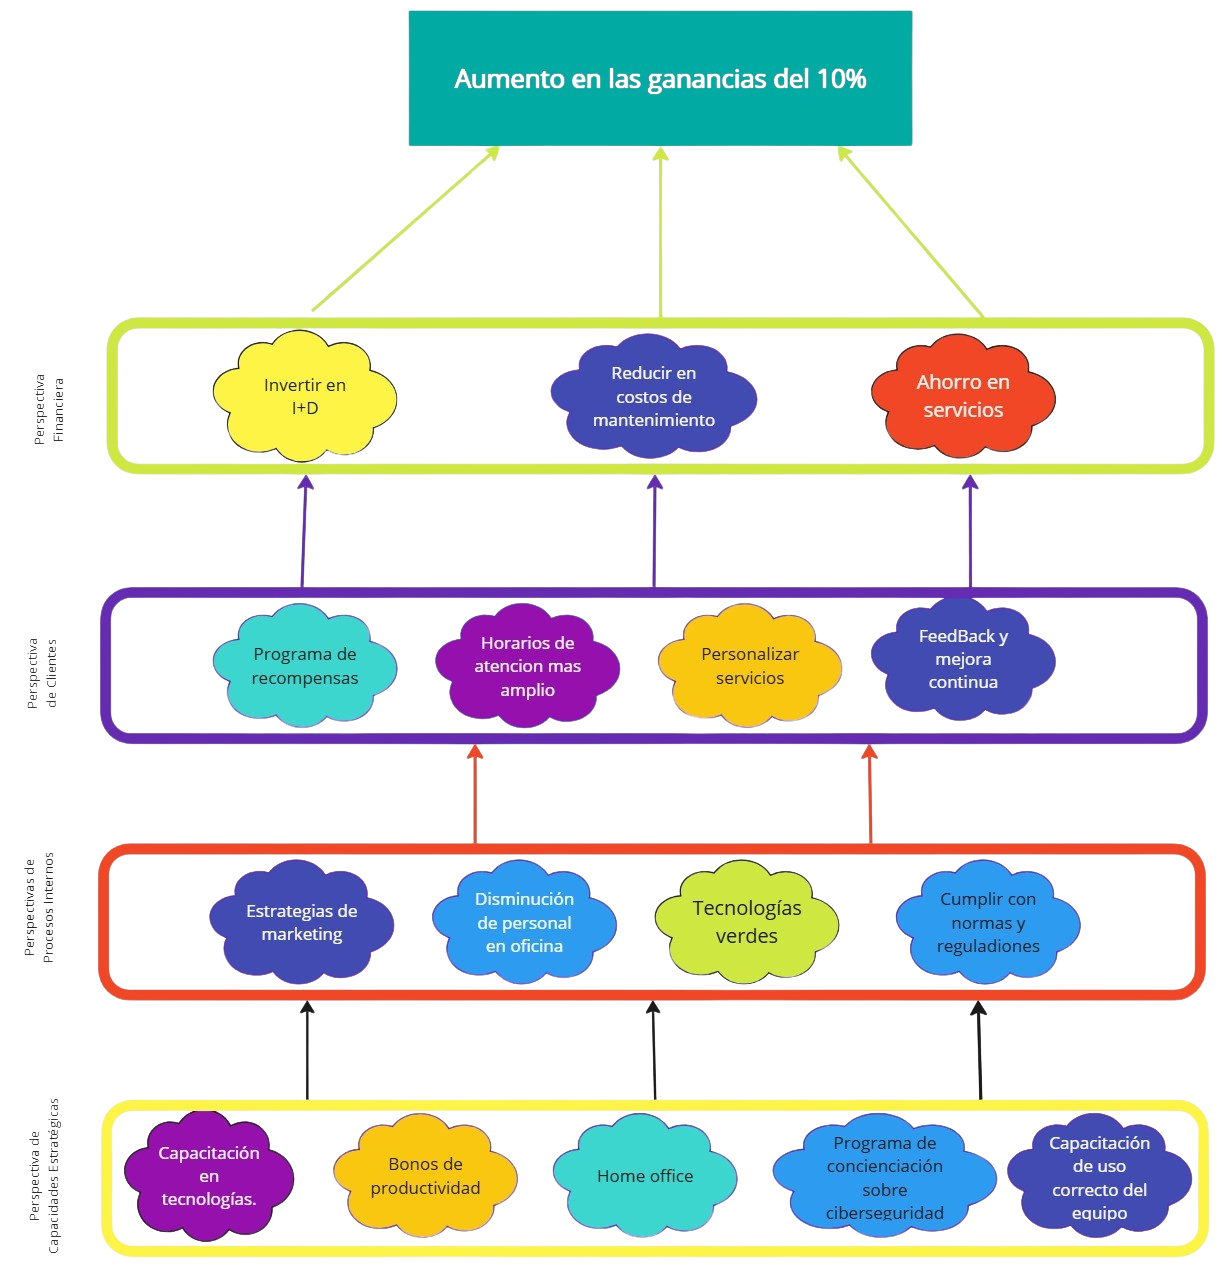 Aumento en las ganancias del 10%
Perspectiva
Financiera
Invertir en
I+D
Reducir en
costos de
mantenimiento
Ahorro en
servicios
Perspectiva
de Clientes
Programa de
recompensas
Horarios de
atencion mas
amplio
Personalizar
servicios
FeedBack y
mejora
continua
Perspectivas de
Procesos Internos
Estrategias de
marketing
Disminución
de personal
en oficina
Tecnologías
verdes
Cumplir con
normas y
reguladiones
Perspectiva de
Capacidades Estratégicas
Capacitación
en
tecnologías.
Bonos de
productividad
Home office
Programa de
concienciación
sobre
ciberseguridad
Capacitación
de uso
correcto del
equipo